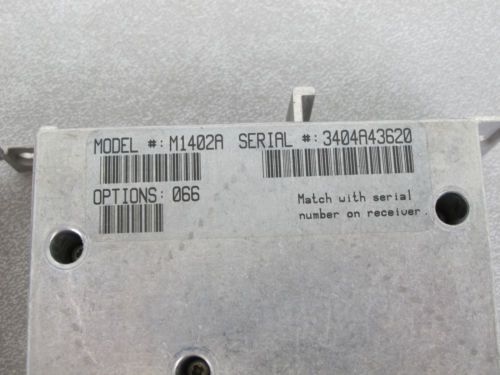 MODEL #: M1402A SERIAL #: 3404A43620
OPTIONS: 066
Match with serial
number on receiver.